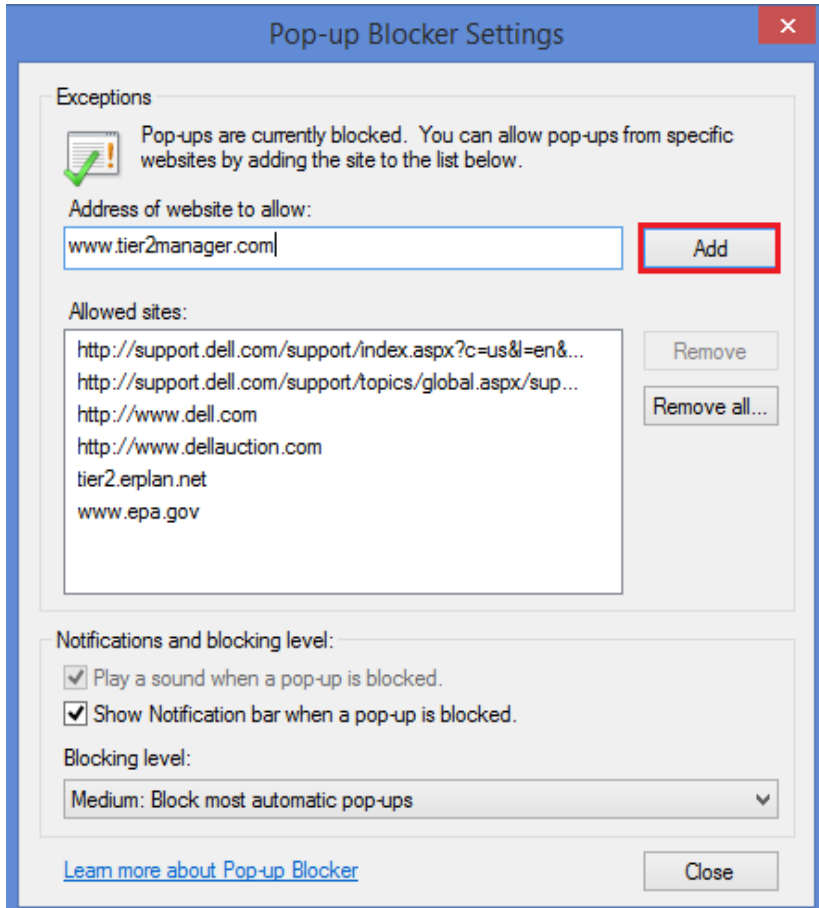 Pop-up Blocker Settings
Exceptions
Pop-ups are currently blocked. You can allow pop-ups from specific
websites by adding the site to the list below.
Address of website to allow:
www.tier2manager.com
Add
Allowed sites:
http://support.dell.com/support/index.aspx?c=us&l=en&...
http://support.dell.com/support/topics/global.aspx/sup...
http://www.dell.com
http://www.dellauction.com
tier2.erplan.net
www.epa.gov
Remove
Remove all...
Notifications and blocking level:
Play a sound when a pop-up is blocked.
Show Notification bar when a pop-up is blocked.
Blocking level:
Medium: Block most automatic pop-ups
Learn more about Pop-up Blocker
Close